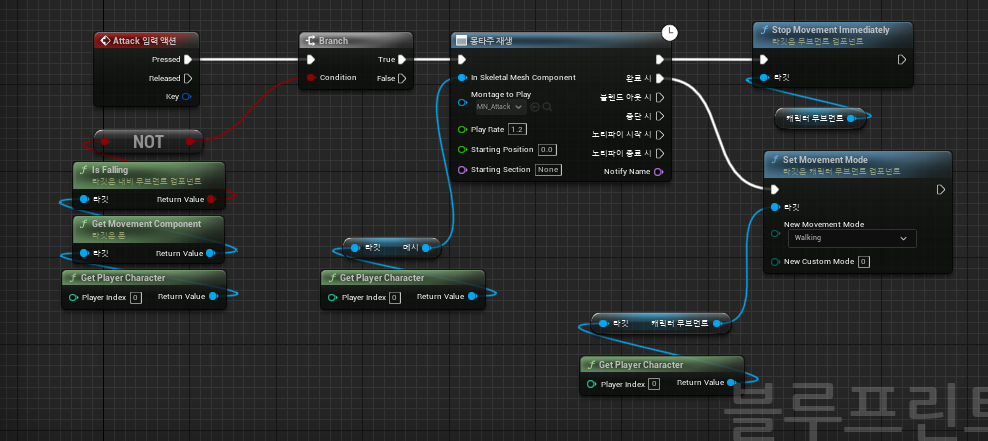 Attack 입력 액션
Pressed
Released
Key
Branch
True
Condition
False
몽타주 재생
In Skeletal Mesh Component
완료 시
Montage to Play
MN_Attack
블렌드 아웃 시
중단 시
Play Rate 1.2
노티파이 시작 시
Starting Position 0.0
노티파이 종료 시
Starting Section None
Notify Name
Stop Movement Immediately
타깃은 무브먼트 컴포넌트
타깃
캐릭터 무브먼트
NOT
Is Falling
타깃은 내비 무브먼트 컴포넌트
타깃
Return Value
Get Movement Component
타깃은 폰
타깃
Return Value
Get Player Character
Player Index 0
Return Value
타깃
메시
Get Player Character
Player Index 0
Return Value
Set Movement Mode
타깃은 캐릭터 무브먼트 컴포넌트
타깃
New Movement Mode
Walking
New Custom Mode 0
타깃
캐릭터 무브먼트
Get Player Character
Player Index 0
Return Value
블루프린트